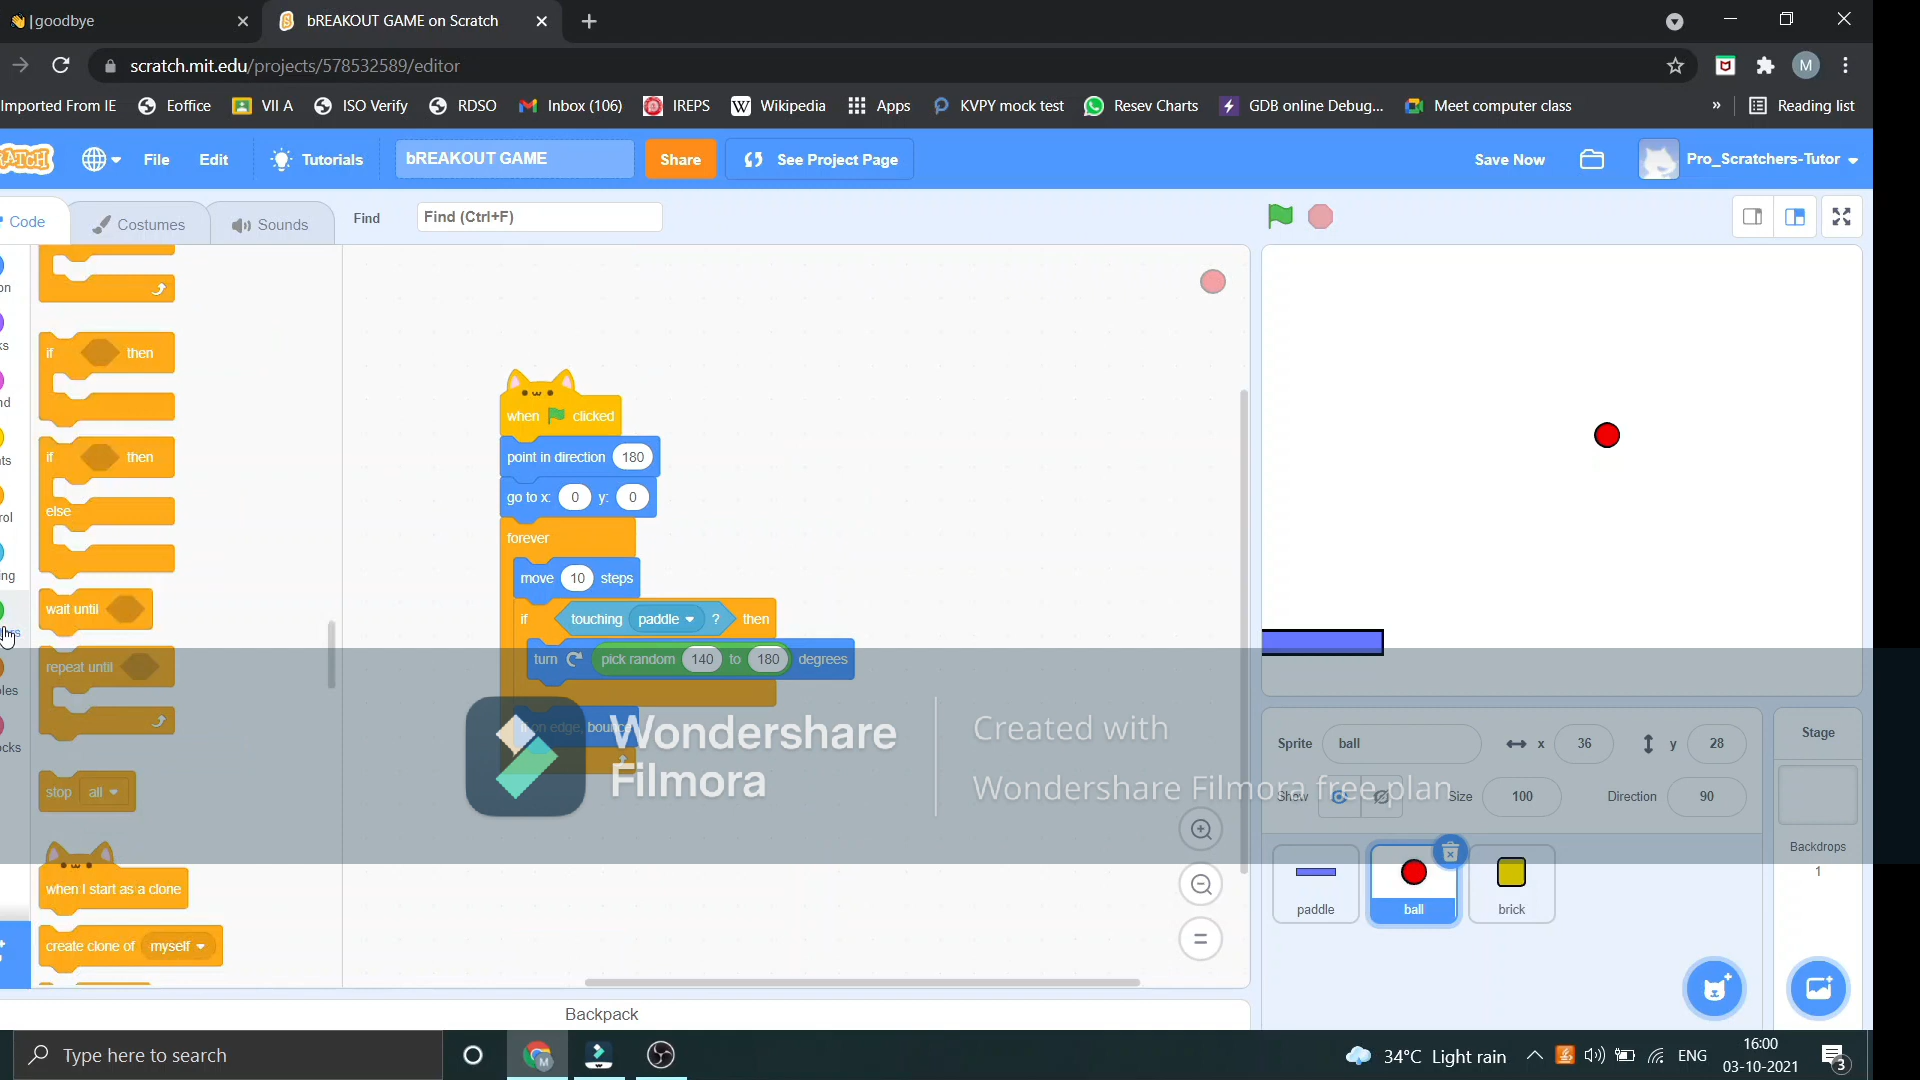 |goodbye
bREAKOUT GAME on Scratch
scratch.mit.edu/projects/578532589/editor
M
Imported From IE
Eoffice
VII A
ISO Verify
RDSO
Inbox (106)
IREPS
Wikipedia
Apps
KVPY mock test
Resev Charts
GDB online Debug...
Meet computer class
»
Reading list
File
Edit
Tutorials
bREAKOUT GAME
Share
See Project Page
Save Now
Pro_Scratchers-Tutor
Code
Costumes
Sounds
Find
Find (Ctrl+F)
if then
if then
else
wait until
repeat until
stop all
when I start as a clone
create clone of myself
when clicked
point in direction 180
go to x: 0 y: 0
forever
move 10 steps
if touching paddle ? then
turn pick random 140 to 180 degrees
if on edge, bounce
Wondershare
Filmora
Created with
Wondershare Filmora free plan
Sprite ball x 36 y 28
Show Size 100 Direction 90
paddle
ball
brick
Stage
Backdrops
1
Backpack
Type here to search
34°C Light rain
ENG
16:00
03-10-2021
3